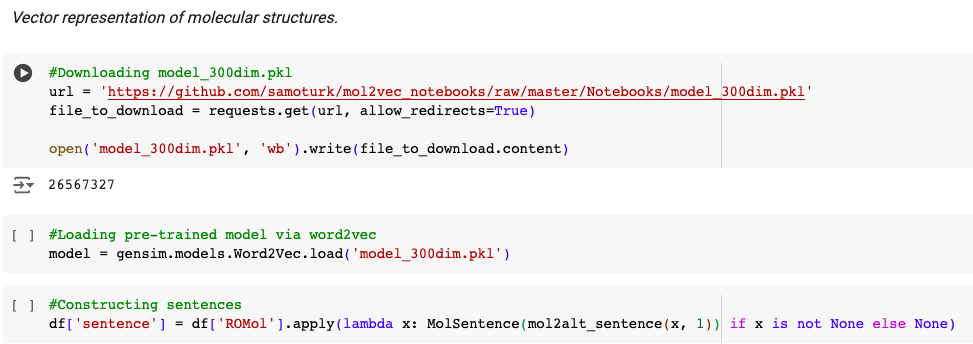 Vector representation of molecular structures.
#Downloading model_300dim.pkl
url = 'https://github.com/samoturk/mol2vec_notebooks/raw/master/Notebooks/model_300dim.pkl'
file_to_download = requests.get(url, allow_redirects=True)
open('model_300dim.pkl', 'wb').write(file_to_download.content)
26567327
[ ] #Loading pre-trained model via word2vec
model = gensim.models.Word2Vec.load('model_300dim.pkl')
[ ] #Constructing sentences
df['sentence'] = df['ROMol'].apply(lambda x: MolSentence(mol2alt_sentence(x, 1)) if x is not None else None)